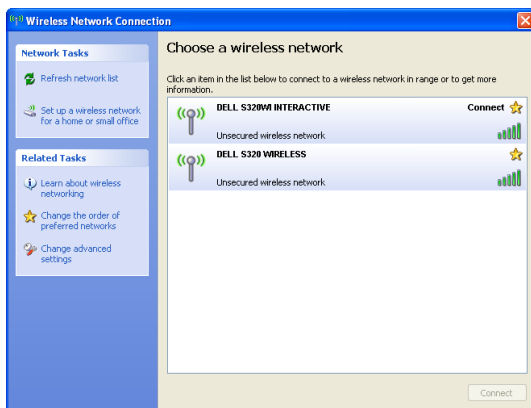 Wireless Network Connection
Network Tasks
Refresh network list
Set up a wireless network
for a home or small office
Related Tasks
Learn about wireless
networking
Change the order of
preferred networks
Change advanced
settings
Choose a wireless network
Click an item in the list below to connect to a wireless network in range or to get more
information.
DELL S320WI INTERACTIVE Connect
Unsecured wireless network
DELL S320 WIRELESS
Unsecured wireless network
Connect